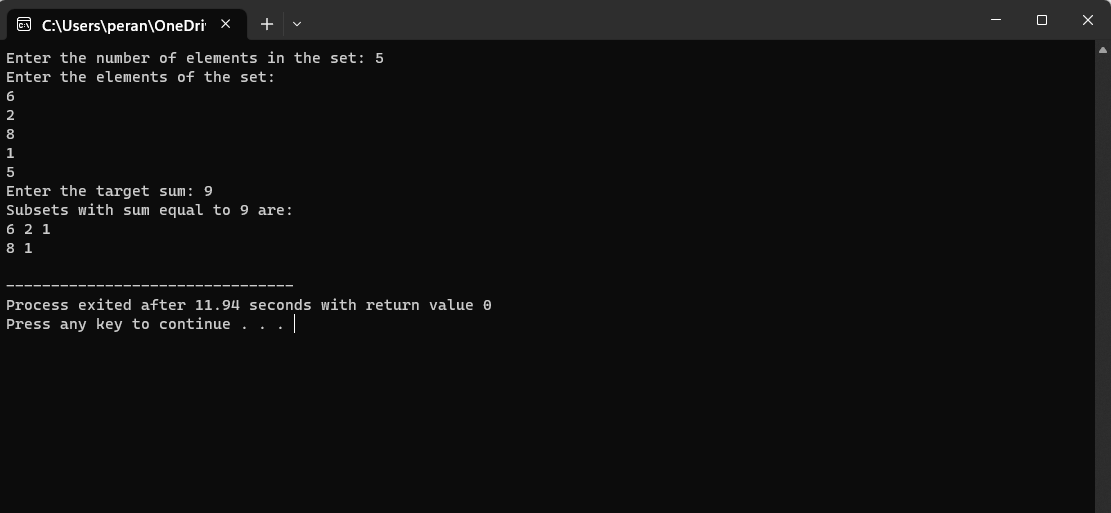 C:\Users\peran\OneDri
Enter the number of elements in the set: 5
Enter the elements of the set:
6
2
8
1
5
Enter the target sum: 9
Subsets with sum equal to 9 are:
6 2 1
8 1
--------------------------------
Process exited after 11.94 seconds with return value 0
Press any key to continue . . .